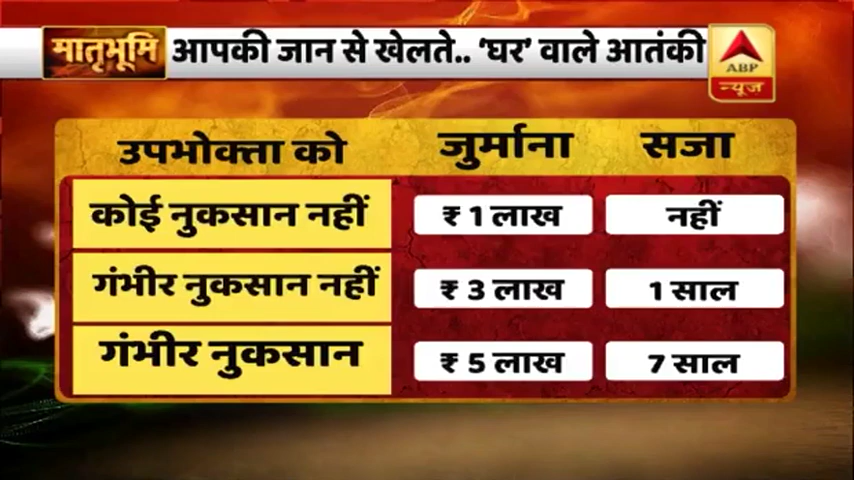 मातृभूमि
आपकी जान से खेलते.. ‘घर’ वाले आतंकी
ABP
न्यूज़
उपभोक्ता को जुर्माना सजा
कोई नुकसान नहीं ₹ 1 लाख नहीं
गंभीर नुकसान नहीं ₹ 3 लाख 1 साल
गंभीर नुकसान ₹ 5 लाख 7 साल